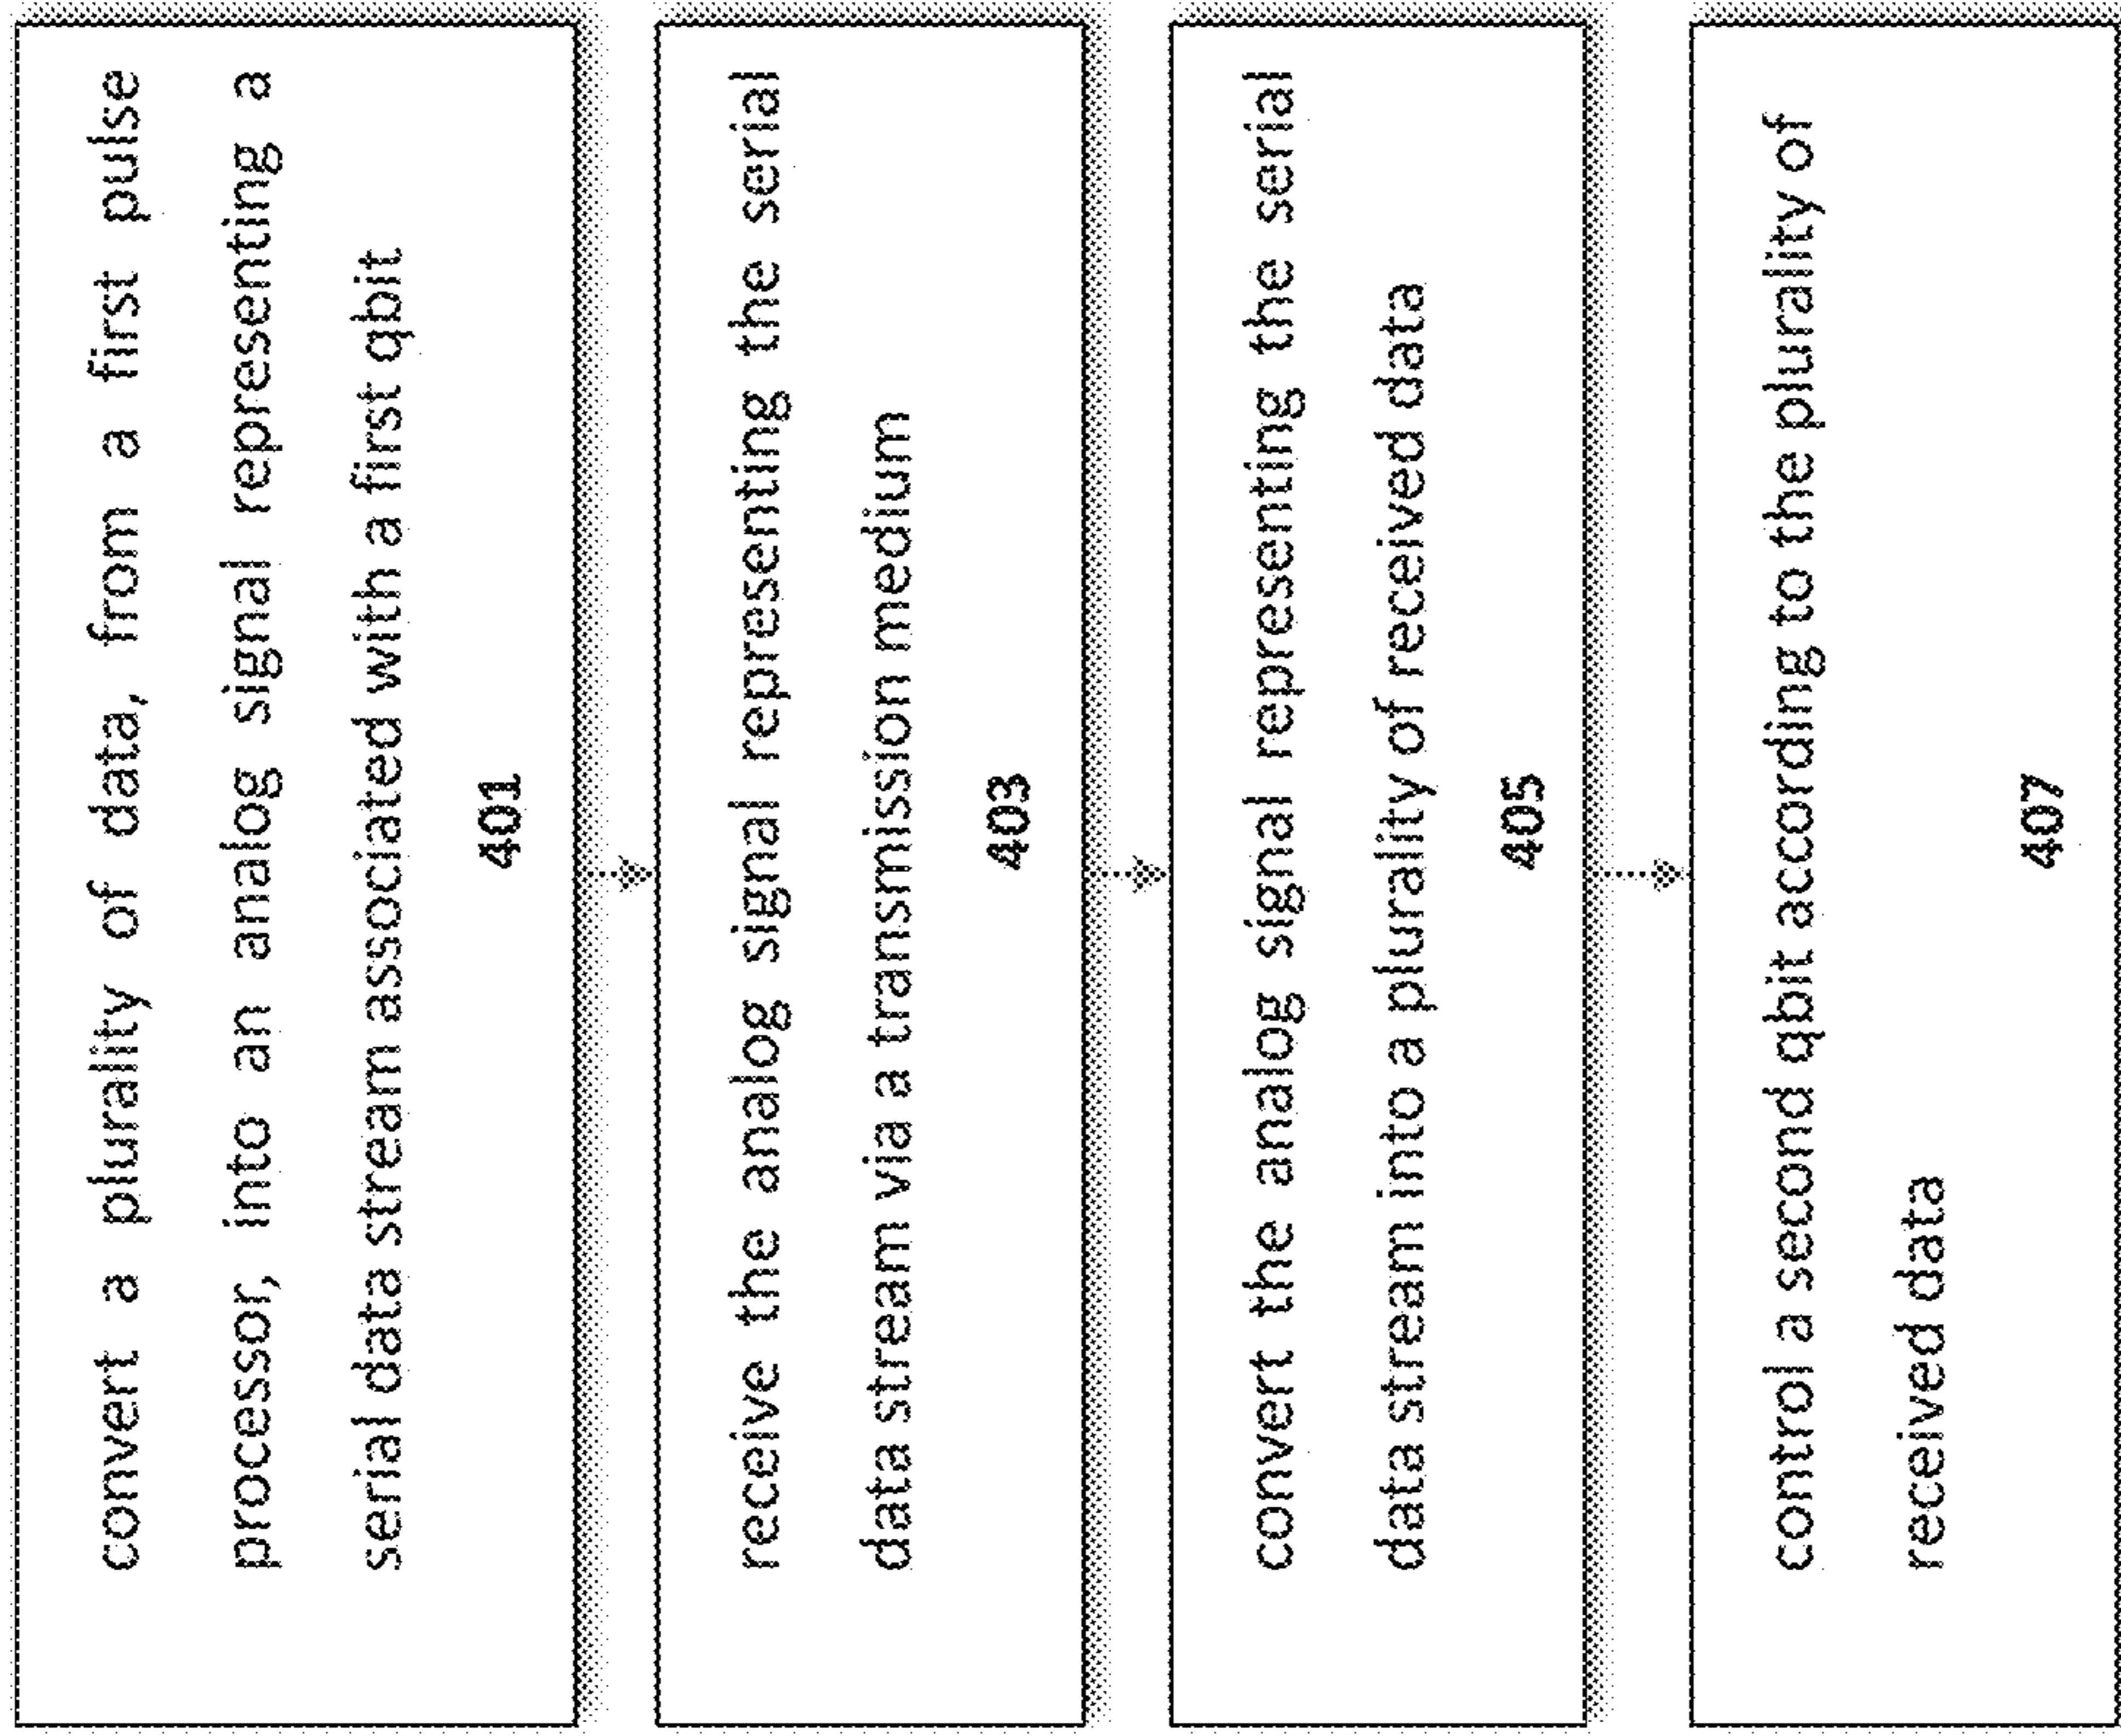 convert a plurality of data, from a first pulse
processor, into an analog signal representing a
serial data stream associated with a first qbit
401
receive the analog signal representing the serial
data stream via a transmission medium
403
convert the analog signal representing the serial
data stream into a plurality of received data
405
control a second qbit according to the plurality of
received data
407